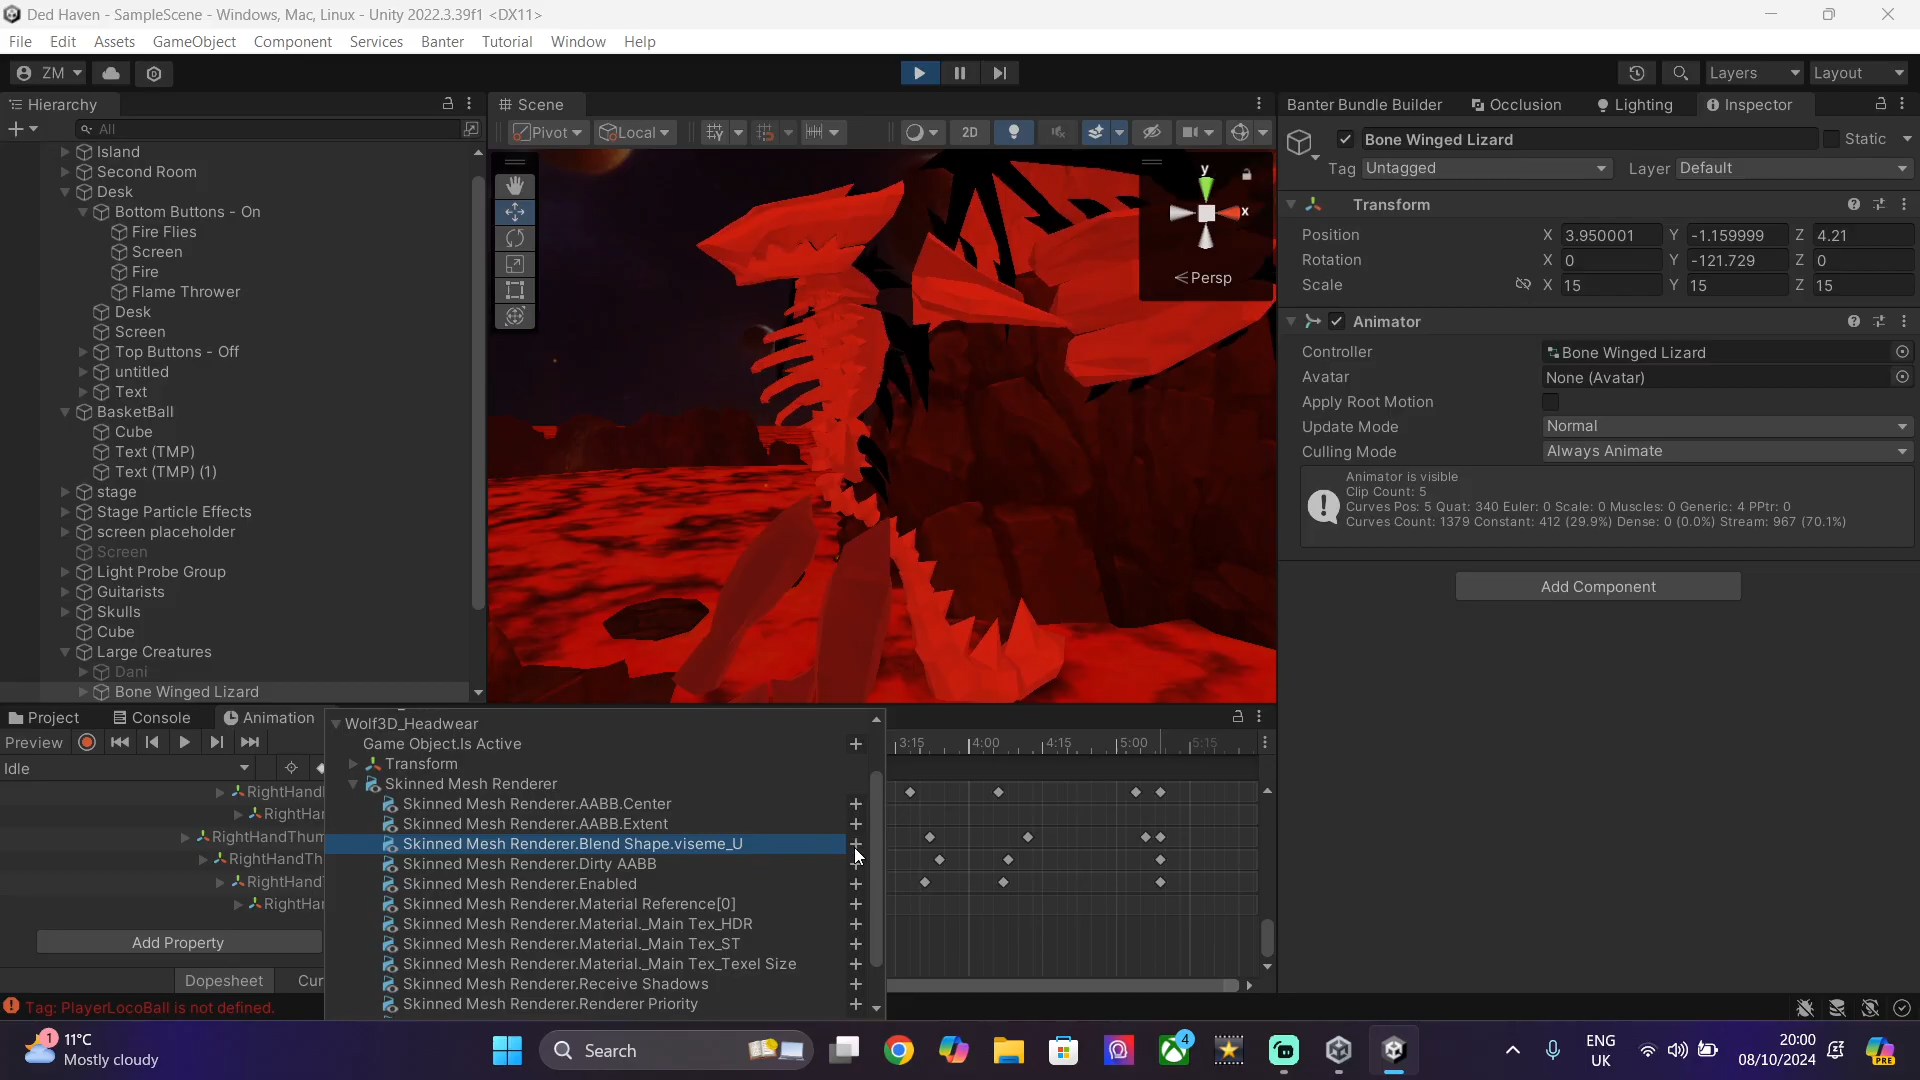 Ded Haven - SampleScene - Windows, Mac, Linux - Unity 2022.3.39f1 <DX11>
File Edit Assets GameObject Component Services Banter Tutorial Window Help
ZM Layers Layout
Hierarchy Scene Banter Bundle Builder Occlusion Lighting Inspector
All Pivot Local 2D
Bone Winged Lizard Static
Tag Untagged Layer Default
Island
Second Room
Desk
Bottom Buttons - On
Fire Flies
Screen
Fire
Flame Thrower
Desk
Screen
Top Buttons - Off
untitled
Text
BasketBall
Cube
Text (TMP)
Text (TMP) (1)
stage
Stage Particle Effects
screen placeholder
Screen
Light Probe Group
Guitarists
Skulls
Cube
Large Creatures
Dani
Bone Winged Lizard
y
x
Persp
Transform
Position X 3.950001 Y -1.159999 Z 4.21
Rotation X 0 Y -121.729 Z 0
Scale X 15 Y 15 Z 15
Animator
Controller Bone Winged Lizard
Avatar None (Avatar)
Apply Root Motion
Update Mode Normal
Culling Mode Always Animate
Animator is visible
Clip Count: 5
Curves Pos: 5 Quat: 340 Euler: 0 Scale: 0 Muscles: 0 Generic: 4 PPtr: 0
Curves Count: 1379 Constant: 412 (29.9%) Dense: 0 (0.0%) Stream: 967 (70.1%)
Add Component
Project Console Animation
Preview
Idle
RightHandI
RightHar
RightHandThum
RightHandTh
RightHand
RightHar
Add Property
Dopesheet Cur
Wolf3D_Headwear
Game Object.Is Active
Transform
Skinned Mesh Renderer
Skinned Mesh Renderer.AABB.Center
Skinned Mesh Renderer.AABB.Extent
Skinned Mesh Renderer.Blend Shape.viseme_U
Skinned Mesh Renderer.Dirty AABB
Skinned Mesh Renderer.Enabled
Skinned Mesh Renderer.Material Reference[0]
Skinned Mesh Renderer.Material._Main Tex_HDR
Skinned Mesh Renderer.Material._Main Tex_ST
Skinned Mesh Renderer.Material._Main Tex_Texel Size
Skinned Mesh Renderer.Receive Shadows
Skinned Mesh Renderer.Renderer Priority
3:15 4:00 4:15 5:00 5:15
Tag: PlayerLocoBall is not defined.
1 11°C
Mostly cloudy
Search
4
ENG
UK
20:00
08/10/2024
PRE